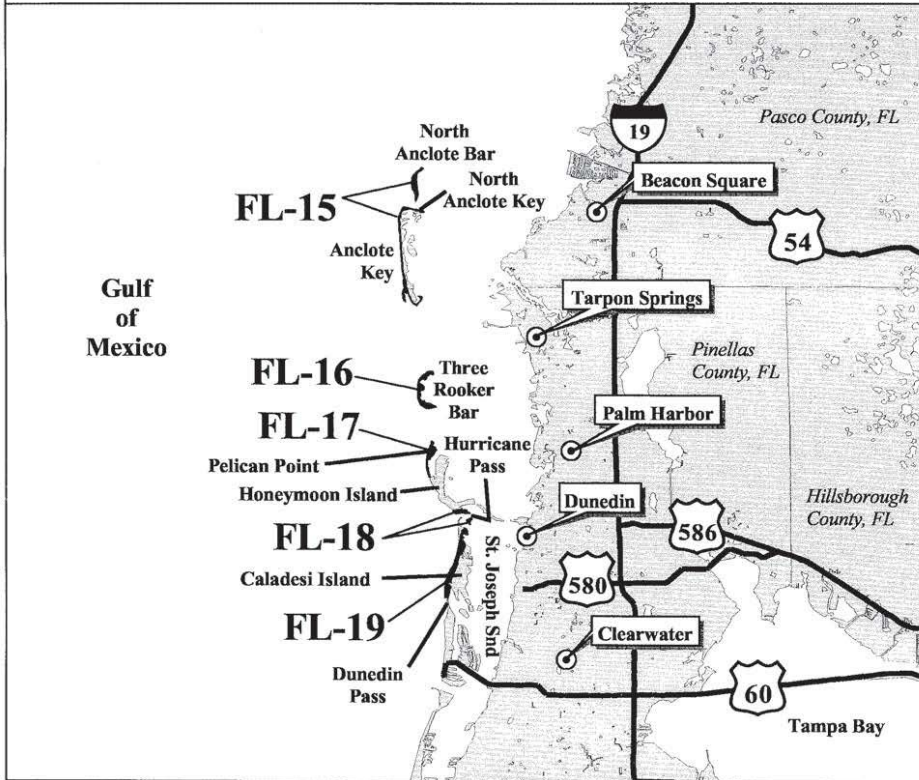 Pasco County, FL
19
North
Anclote Bar
North
Anclote Key
Beacon Square
FL-15
54
Anclote
Key
Gulf
of
Mexico
Tarpon Springs
Pinellas
County, FL
FL-16
Three
Rooker
Bar
FL-17
Palm Harbor
Hurricane
Pass
Pelican Point
Honeymoon Island
Dunedin
Hillsborough
County, FL
586
FL-18
580
Caladesi Island
St. Joseph Snd
FL-19
Clearwater
Dunedin
Pass
60
Tampa Bay